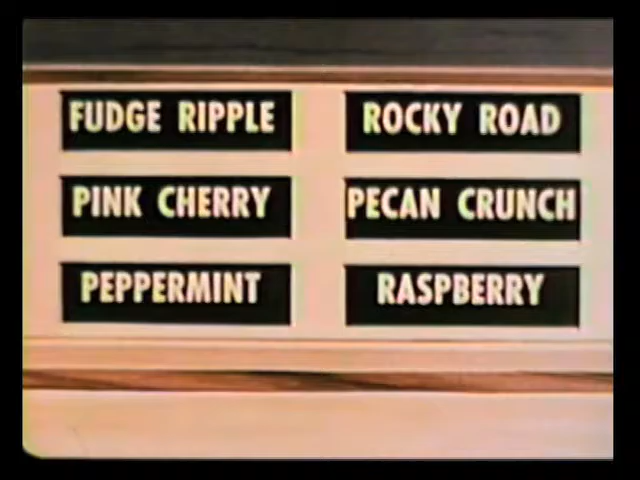 FUDGE RIPPLE
ROCKY ROAD
PINK CHERRY
PECAN CRUNCH
PEPPERMINT
RASPBERRY